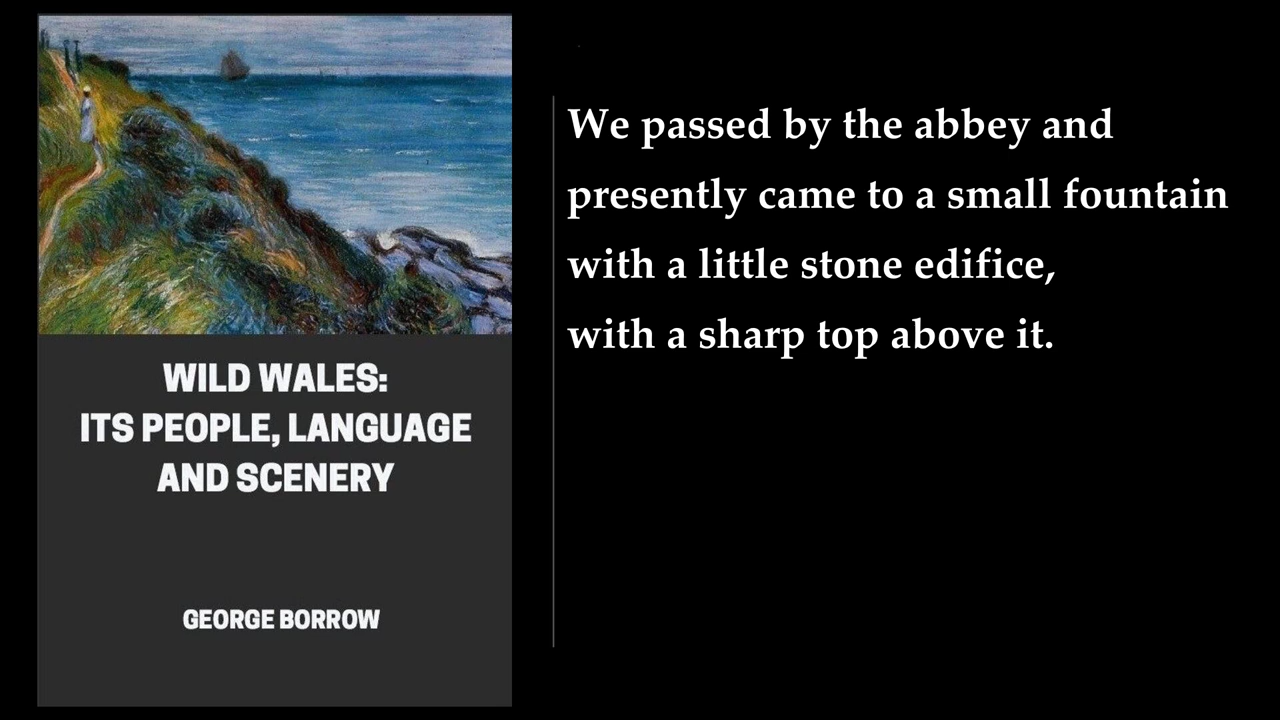 WILD WALES:
ITS PEOPLE, LANGUAGE
AND SCENERY
GEORGE BORROW
We passed by the abbey and
presently came to a small fountain
with a little stone edifice,
with a sharp top above it.